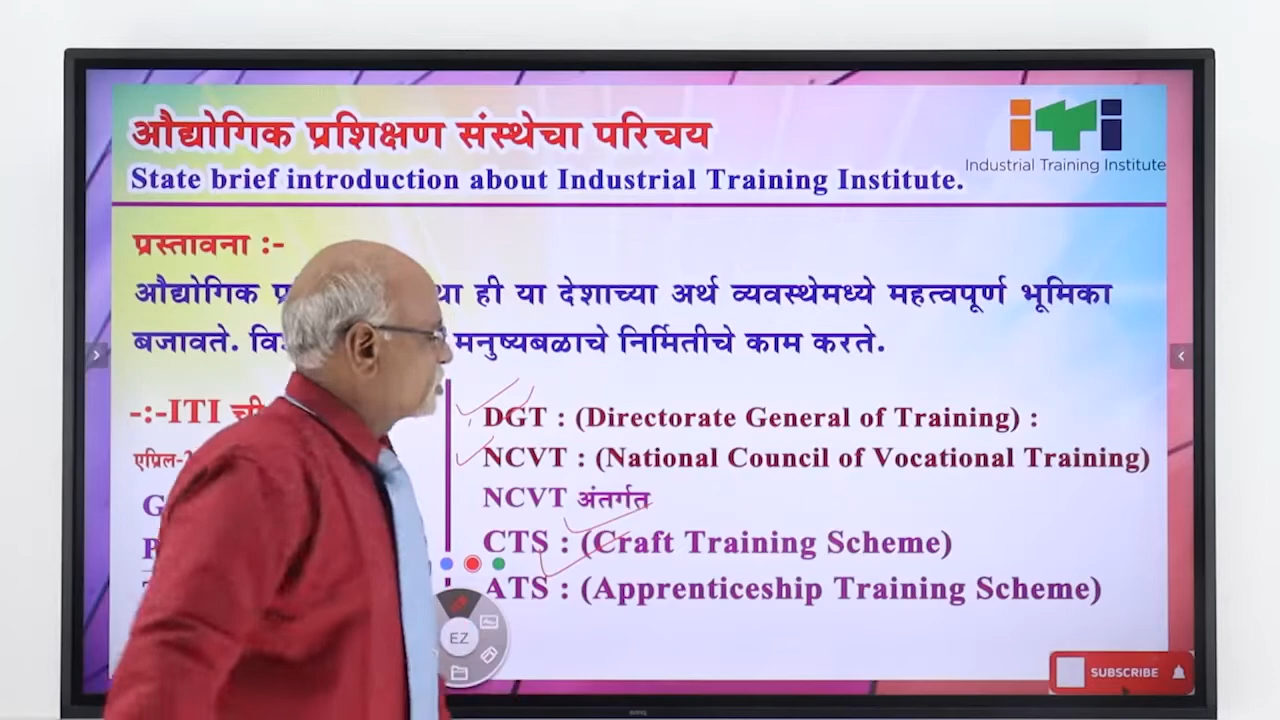 औद्योगिक प्रशिक्षण संस्थेचा परिचय
State brief introduction about Industrial Training Institute.
iTi
Industrial Training Institute
प्रस्तावना :-
औद्योगिक ही या देशाच्या अर्थ व्यवस्थेमध्ये महत्वपूर्ण भूमिका
बजावते. मनुष्यबळाचे निर्मितीचे काम करते.
-:-ITI ची
एप्रिल-
DGT : (Directorate General of Training) :
NCVT : (National Council of Vocational Training)
NCVT अंतर्गत
CTS : (Craft Training Scheme)
ATS : (Apprenticeship Training Scheme)
EZ
SUBSCRIBE